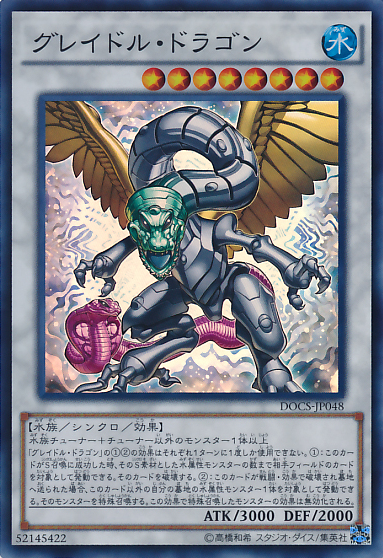 グレイドル・ドラゴン
水
DOCS-JP048
【水族/シンクロ/効果】
水族チューナー+チューナー以外のモンスター1体以上
「グレイドル・ドラゴン」の①②の効果はそれぞれ1ターンに1度しか使用できない。①:このカー
ドがS召喚に成功した時、そのS素材とした水属性モンスターの数まで相手フィールドのカード
を対象として発動できる。そのカードを破壊する。②:このカードが戦闘・効果で破壊され墓地
へ送られた場合、このカード以外の自分の墓地の水属性モンスター1体を対象として発動でき
る。そのモンスターを特殊召喚する。この効果で特殊召喚したモンスターの効果は無効化される。
ATK/3000 DEF/2000
52145422
©高橋和希 スタジオ・ダイス/集英社